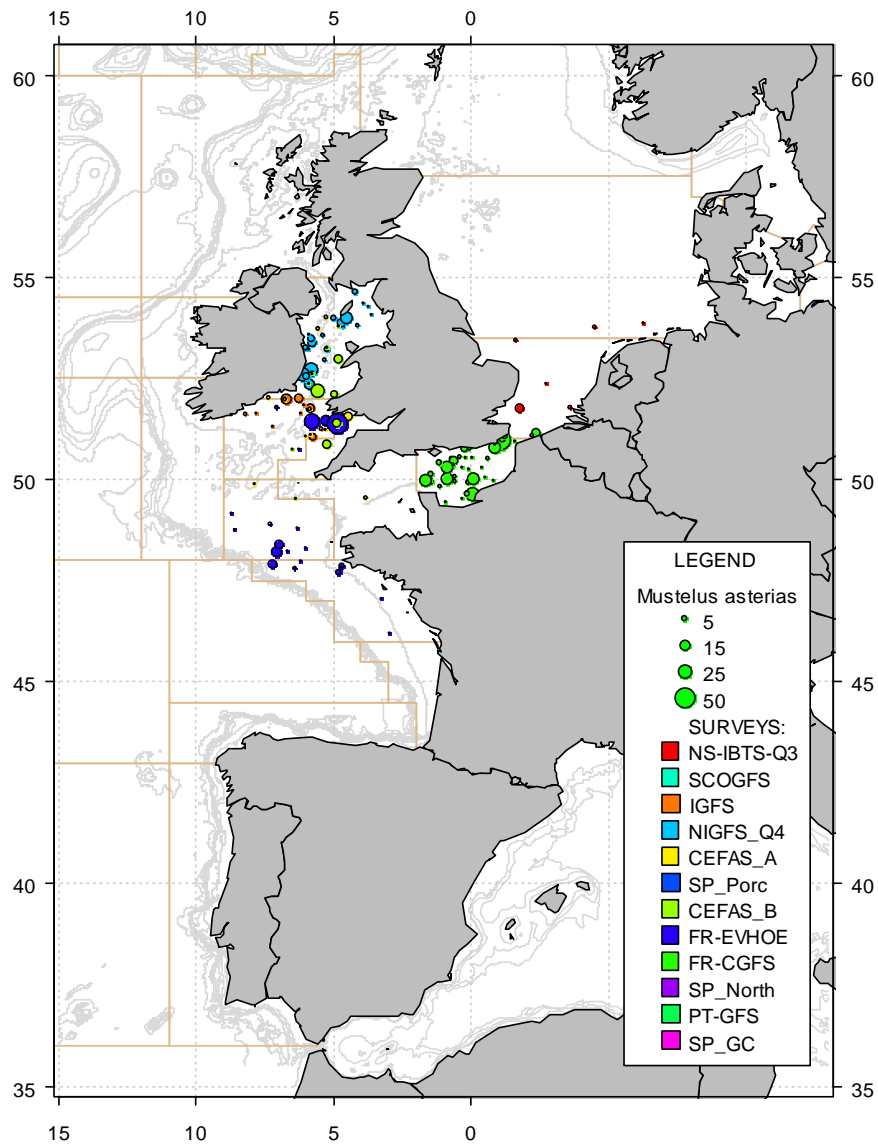 15 10 5 0
60 60
55 55
50 50
45 45
40 40
35 35
LEGEND
Mustelus asterias
5
15
25
50
SURVEYS:
NS-IBTS-Q3
SCOGFS
IGFS
NIGFS_Q4
CEFAS_A
SP_Porc
CEFAS_B
FR-EVHOE
FR-CGFS
SP_North
PT-GFS
SP_GC
15 10 5 0